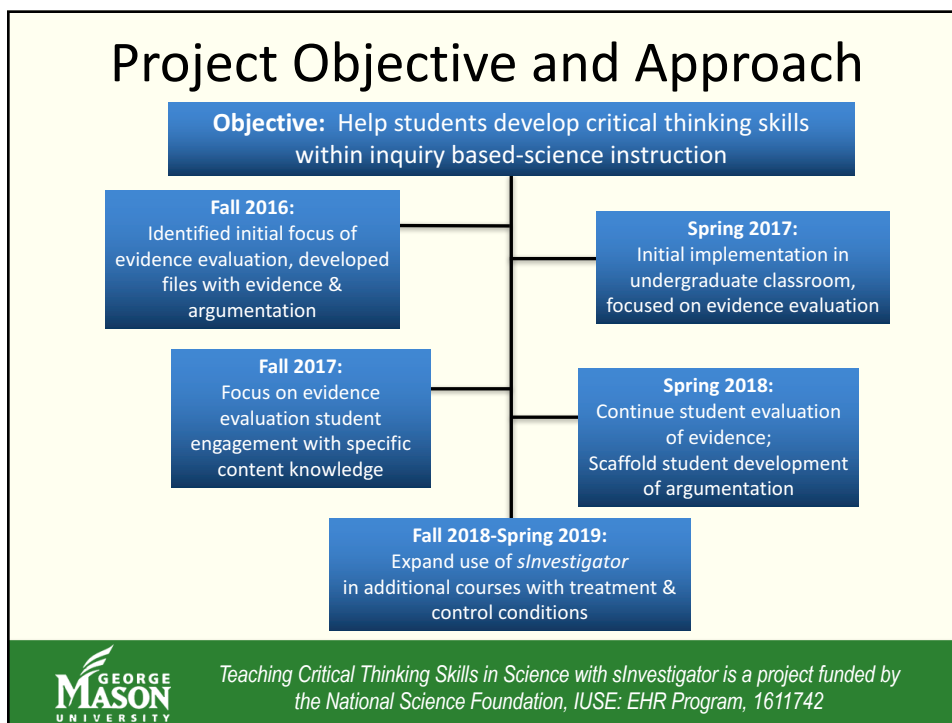 Project Objective and Approach
Objective: Help students develop critical thinking skills
within inquiry based-science instruction
Fall 2016:
Identified initial focus of
evidence evaluation, developed
files with evidence &
argumentation
Spring 2017:
Initial implementation in
undergraduate classroom,
focused on evidence evaluation
Fall 2017:
Focus on evidence
evaluation student
engagement with specific
content knowledge
Spring 2018:
Continue student evaluation
of evidence;
Scaffold student development
of argumentation
Fall 2018-Spring 2019:
Expand use of sInvestigator
in additional courses with treatment &
control conditions
GEORGE
MASON
UNIVERSITY
Teaching Critical Thinking Skills in Science with sInvestigator is a project funded by
the National Science Foundation, IUSE: EHR Program, 1611742